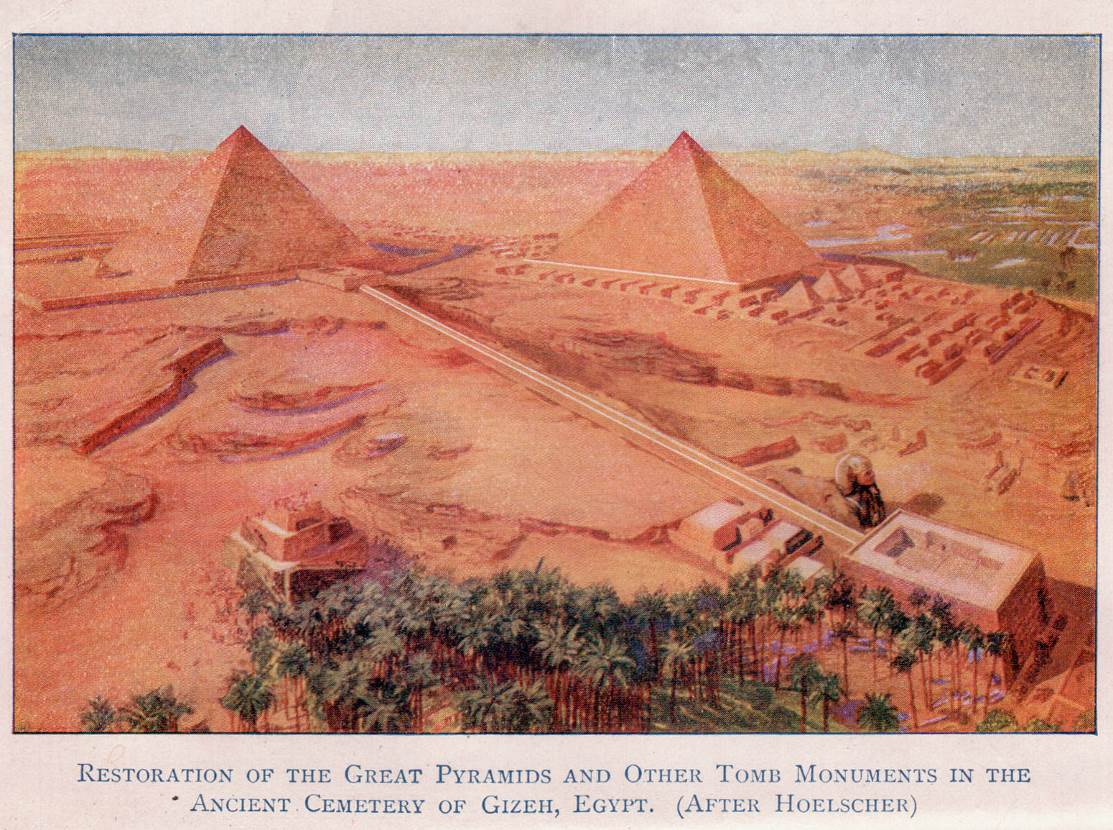 Restoration of the Great Pyramids and Other Tomb Monuments in the
Ancient Cemetery of Gizeh, Egypt. (After Hoelscher)